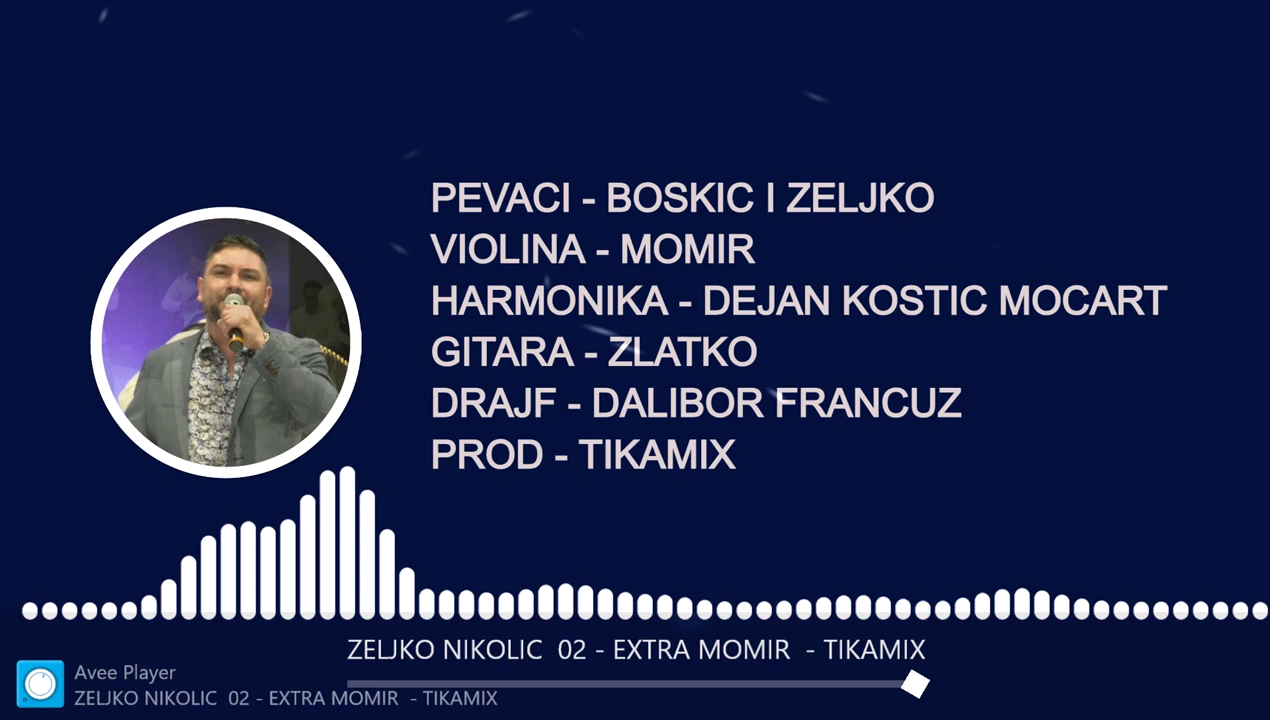 PEVACI - BOSKIC I ZELJKO
VIOLINA - MOMIR
HARMONIKA - DEJAN KOSTIC MOCART
GITARA - ZLATKO
DRAJF - DALIBOR FRANCUZ
PROD - TIKAMIX
ZELJKO NIKOLIC  02 - EXTRA MOMIR  - TIKAMIX
Avee Player
ZELJKO NIKOLIC  02 - EXTRA MOMIR  - TIKAMIX